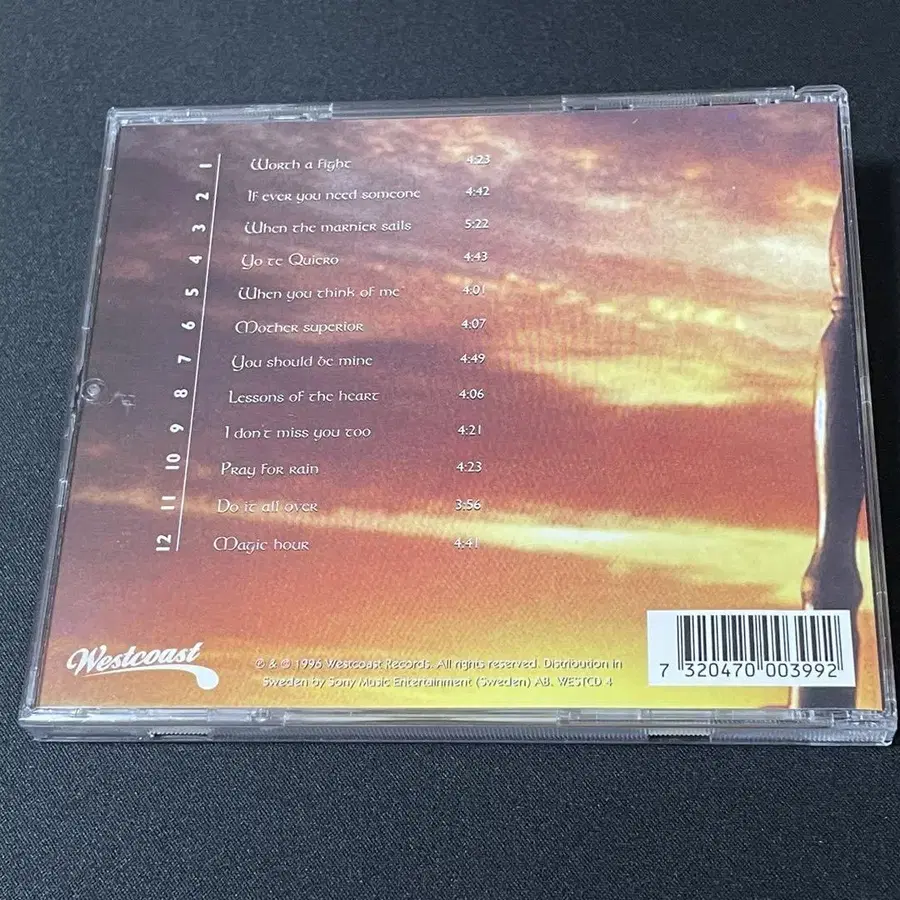 1 Worth a fight 4:23
2 If ever you need someone 4:42
3 When the marnier sails 5:22
4 Yo te Quiero 4:43
5 When you think of me 4:01
6 Mother superior 4:07
7 You should be mine 4:49
8 Lessons of the heart 4:06
9 I don't miss you too 4:21
10 Pray for rain 4:23
11 Do it all over 3:56
12 Magic hour 4:41
Westcoast
℗ & © 1996 Westcoast Records. All rights reserved. Distribution in
Sweden by Sony Music Entertainment (Sweden) AB. WESTCD 4
7 320470 003992